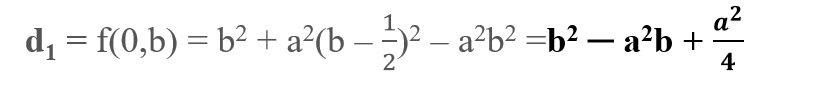 d₁ = f(0,b) = b² + a²(b – 1/2)² – a²b² =b² — a²b + a²/4